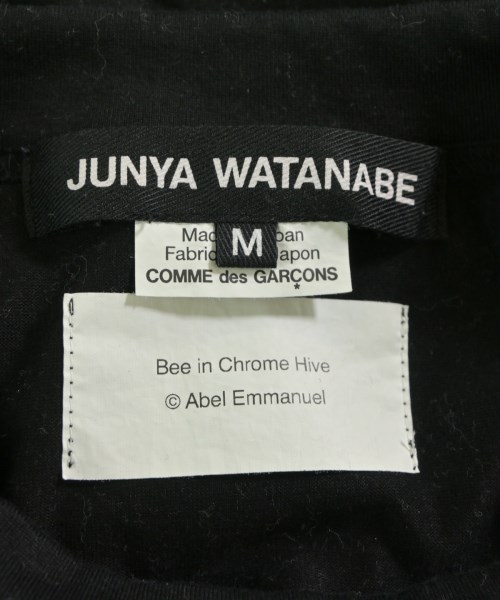 JUNYA WATANABE
M
COMME des GARÇONS
★
Bee in Chrome Hive
© Abel Emmanuel